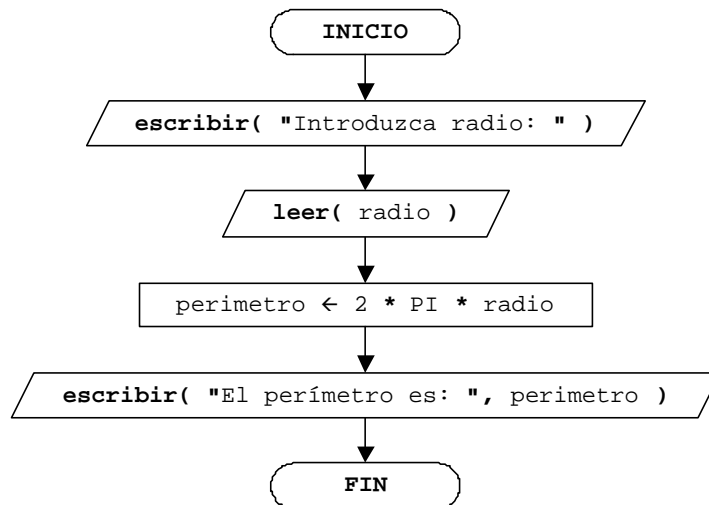 INICIO
escribir( "Introduzca radio: " )
leer( radio )
perimetro ← 2 * PI * radio
escribir( "El perímetro es: ", perimetro )
FIN